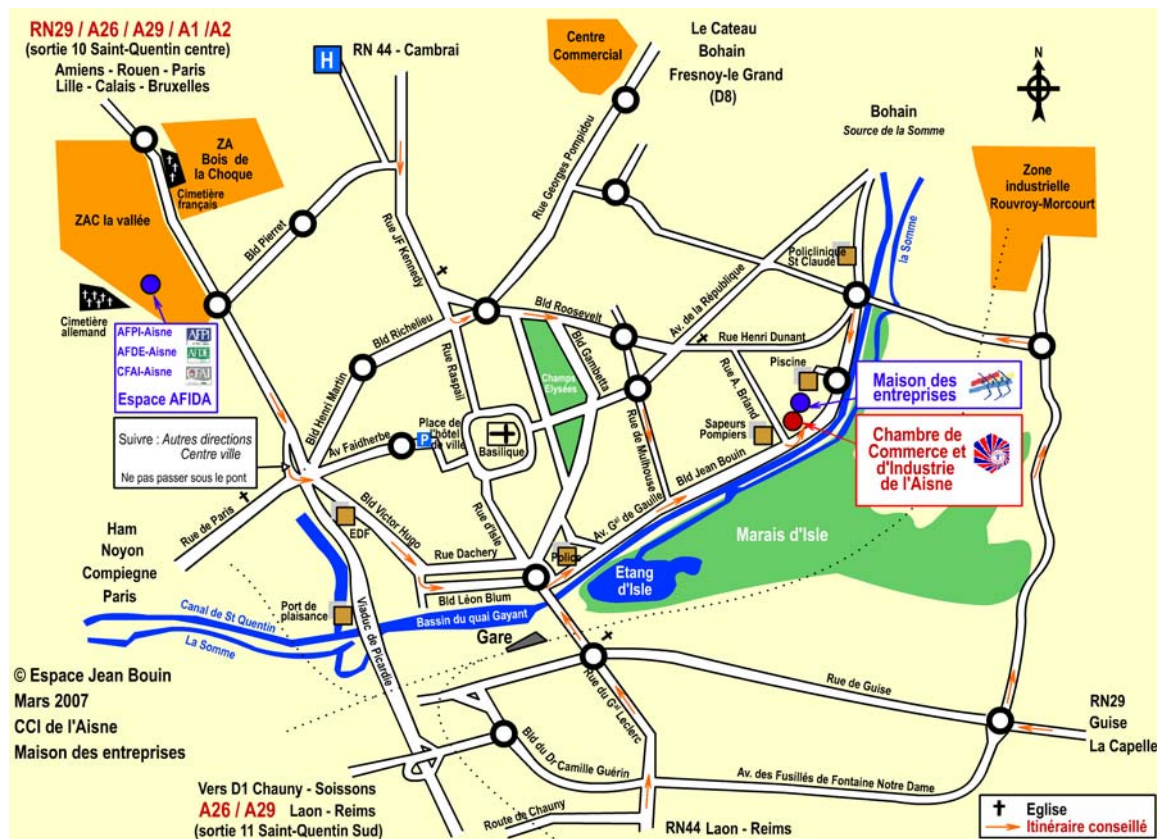 RN29 / A26 / A29 / A1 /A2
(sortie 10 Saint-Quentin centre)
Amiens - Rouen - Paris
Lille - Calais - Bruxelles
H
RN 44 - Cambrai
Centre
Commercial
Le Cateau
Bohain
Fresnoy-le Grand
(D8)
N
Bohain
Source de la Somme
ZA
Bois de
la Choque
Cimetière
français
ZAC la vallée
Zone
industrielle
Rouvroy-Morcourt
Bld Pierret
Rue JF Kennedy
Rue Georges Pompidou
Policlinique
St Claude
la Somme
Cimetière
allemand
AFPI-Aisne
AFPI
AFDE-Aisne
AFDE
CFAI-Aisne
CFAI
Espace AFIDA
Bld Richelieu
Bld Roosevelt
Av. de la République
Rue Henri Dunant
Bld Henri Martin
Rue Raspail
Champs
Elysées
Bld Gambetta
Rue A. Briand
Piscine
Maison des
entreprises
Suivre : Autres directions
Centre ville
Ne pas passer sous le pont
Av Faidherbe
P
Place de
l'hôtel
de ville
Basilique
Rue de Mulhouse
Sapeurs
Pompiers
Chambre de
Commerce et
d'Industrie
de l'Aisne
Rue de Paris
EDF
Bld Victor Hugo
Rue d'Isle
Av. Gal de Gaulle
Bld Jean Bouin
Ham
Noyon
Compiegne
Paris
Rue Dachery
Police
Marais d'Isle
Etang
d'Isle
Bld Léon Blum
Canal de St Quentin
La Somme
Port de
plaisance
Bassin du quai Gayant
Gare
Viaduc de Picardie
© Espace Jean Bouin
Mars 2007
CCI de l'Aisne
Maison des entreprises
Rue du Gal Leclerc
Rue de Guise
RN29
Guise
La Capelle
Bld du Dr Camille Guérin
Av. des Fusillés de Fontaine Notre Dame
Vers D1 Chauny - Soissons
A26 / A29 Laon - Reims
(sortie 11 Saint-Quentin Sud)
Route de Chauny
RN44 Laon - Reims
Eglise
Itinéraire conseillé